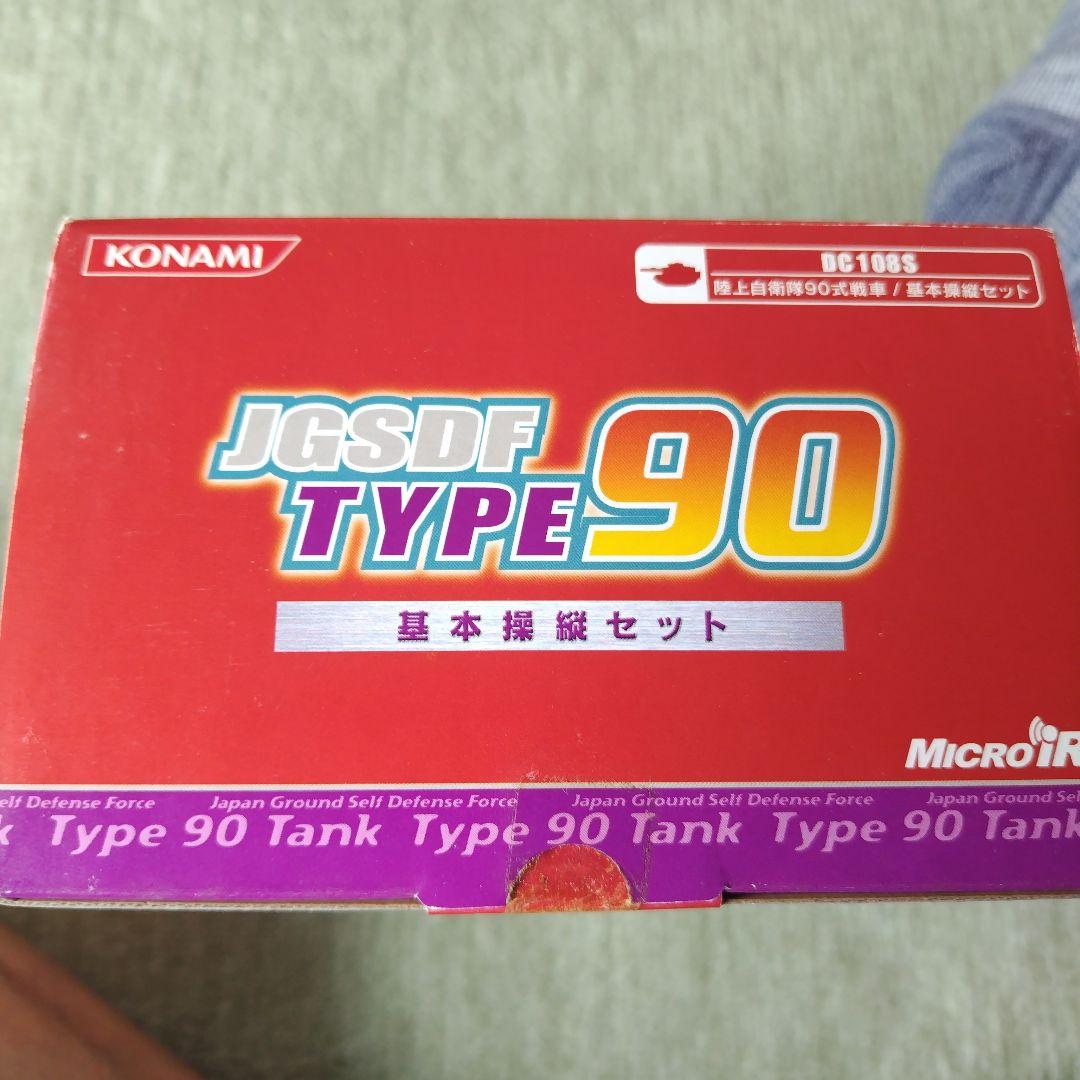 KONAMI
DC108S
陸上自衛隊90式戦車 / 基本操縦セット
JGSDF
TYPE 90
基本操縦セット
MICRO iR
elf Defense Force Japan Ground Self Defense Force Japan Ground Self Defense Force Japan Ground Sel
k Type 90 Tank Type 90 Tank Type 90 Tank